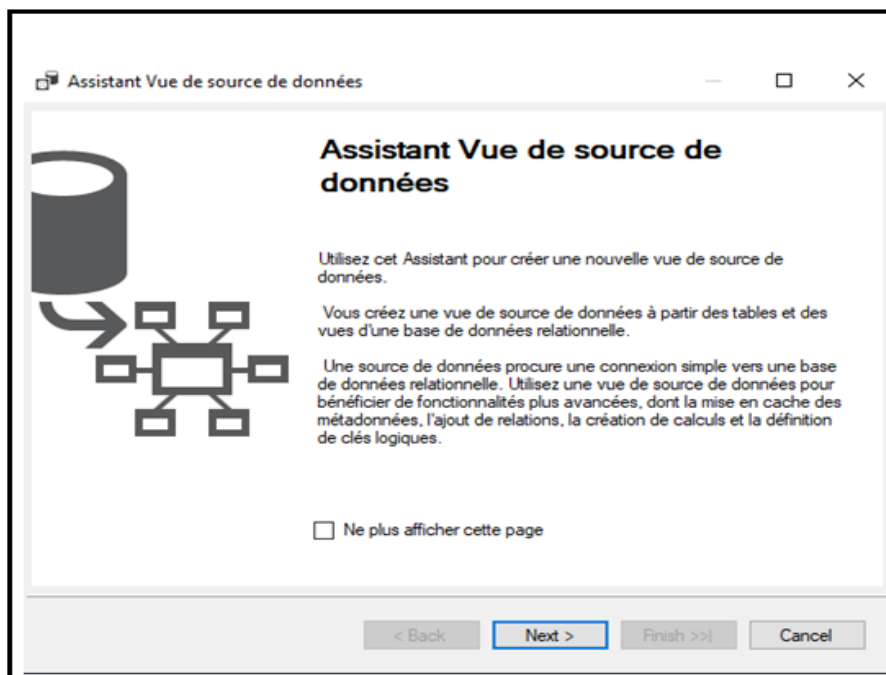 Assistant Vue de source de données
Assistant Vue de source de
données
Utilisez cet Assistant pour créer une nouvelle vue de source de
données.
Vous créez une vue de source de données à partir des tables et des
vues d'une base de données relationnelle.
Une source de données procure une connexion simple vers une base
de données relationnelle. Utilisez une vue de source de données pour
bénéficier de fonctionnalités plus avancées, dont la mise en cache des
métadonnées, l'ajout de relations, la création de calculs et la définition
de clés logiques.
Ne plus afficher cette page
< Back Next > Finish >>| Cancel